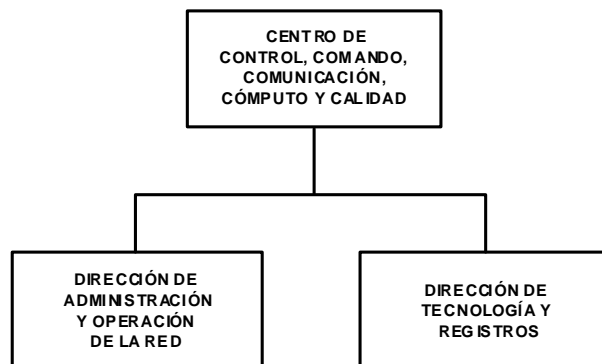 CENTRO DE
CONTROL, COMANDO,
COMUNICACIÓN,
CÓMPUTO Y CALIDAD
DIRECCIÓN DE
ADMINISTRACIÓN
Y OPERACIÓN
DE LA RED
DIRECCIÓN DE
TECNOLOGÍA Y
REGISTROS